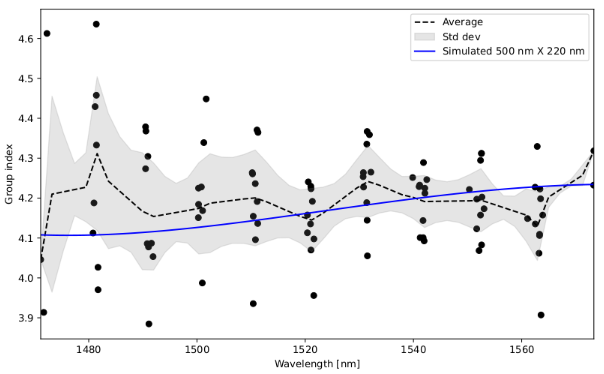 Average
Std dev
Simulated 500 nm X 220 nm
4.6
4.5
4.4
4.3
4.2
4.1
4.0
3.9
Group index
1480 1500 1520 1540 1560
Wavelength [nm]